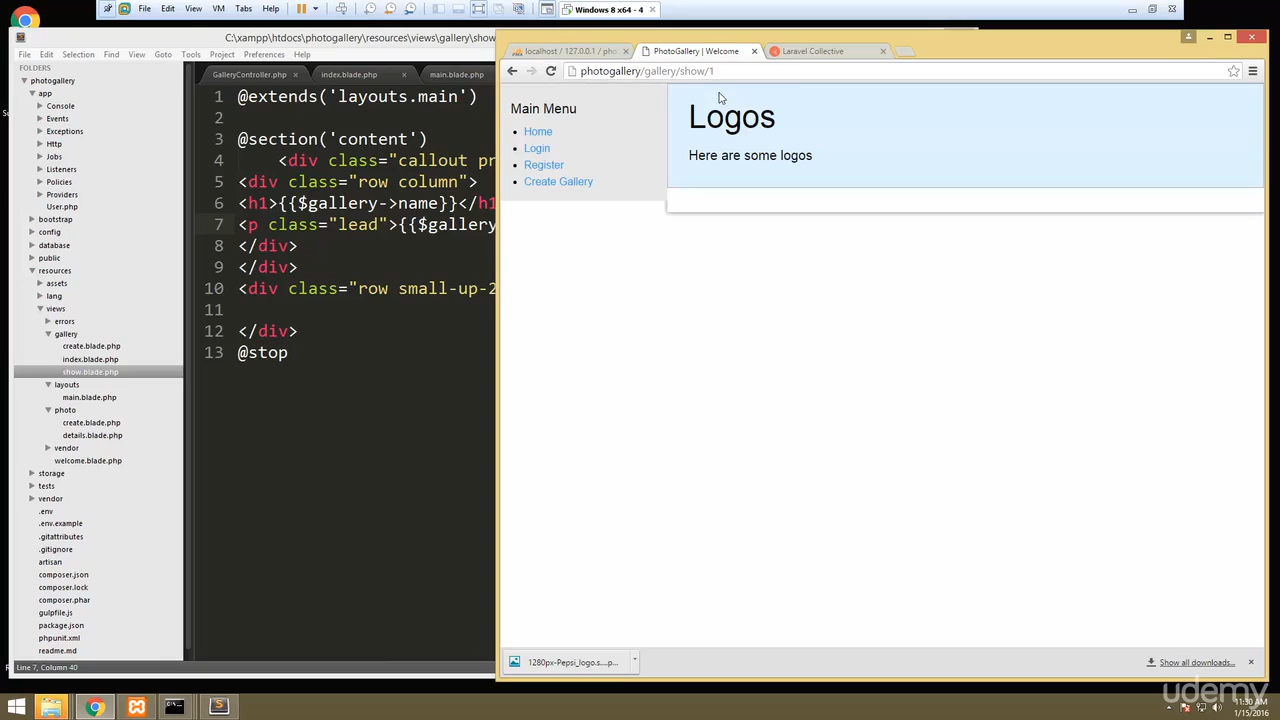 File Edit View VM Tabs Help
Windows 8 x64 - 4
C:\xampp\htdocs\photogallery\resources\views\gallery\show
File Edit Selection Find View Goto Tools Project Preferences Help
FOLDERS
photogallery
app
Console
Events
Exceptions
Http
Jobs
Listeners
Policies
Providers
User.php
bootstrap
config
database
public
resources
assets
lang
views
errors
gallery
create.blade.php
index.blade.php
show.blade.php
layouts
main.blade.php
photo
create.blade.php
details.blade.php
vendor
welcome.blade.php
storage
tests
vendor
.env
.env.example
.gitattributes
.gitignore
artisan
composer.json
composer.lock
composer.phar
gulpfile.js
package.json
phpunit.xml
readme.md
Line 7, Column 40
GalleryController.php index.blade.php main.blade.php
1 @extends('layouts.main')
2
3 @section('content')
4 <div class="callout pr
5 <div class="row column">
6 <h1>{{$gallery->name}}</h1
7 <p class="lead">{{$gallery
8 </div>
9 </div>
10 <div class="row small-up-2
11
12 </div>
13 @stop
localhost / 127.0.0.1 / pho
PhotoGallery | Welcome
Laravel Collective
photogallery/gallery/show/1
Main Menu
Home
Login
Register
Create Gallery
Logos
Here are some logos
1280px-Pepsi_logo.s....p...
Show all downloads...
udemy
11:30 AM
1/15/2016